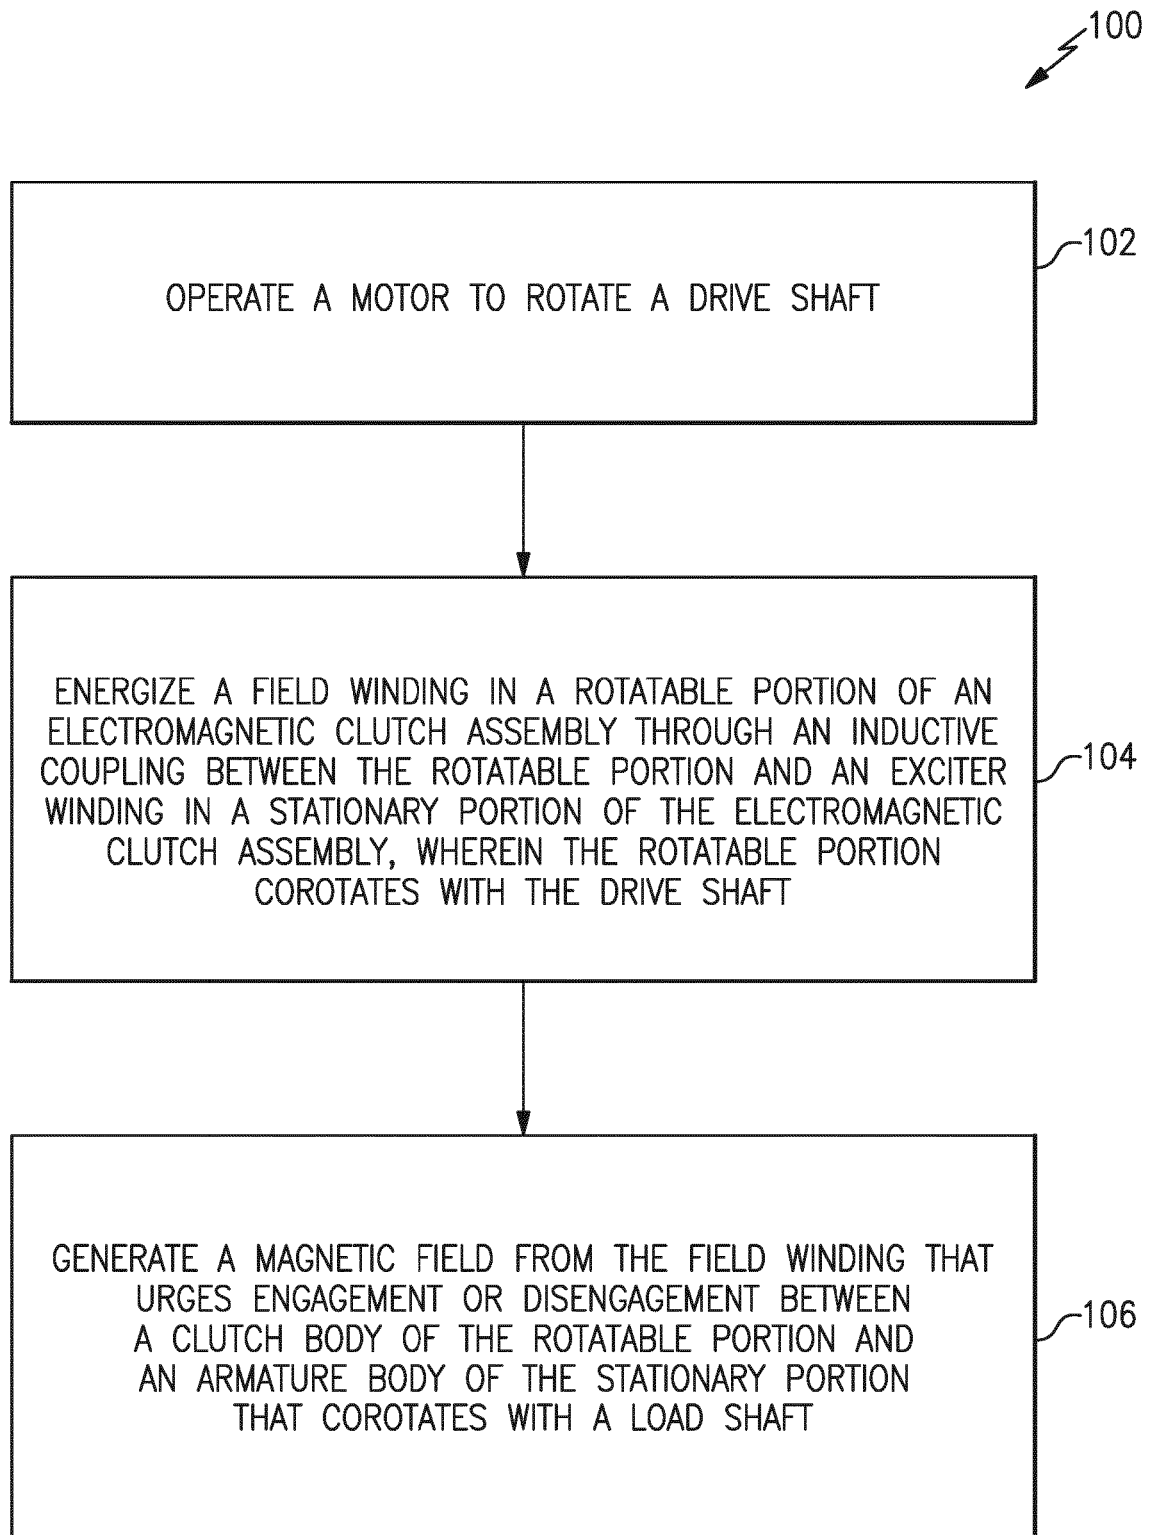 100
OPERATE A MOTOR TO ROTATE A DRIVE SHAFT
102
ENERGIZE A FIELD WINDING IN A ROTATABLE PORTION OF AN
ELECTROMAGNETIC CLUTCH ASSEMBLY THROUGH AN INDUCTIVE
COUPLING BETWEEN THE ROTATABLE PORTION AND AN EXCITER
WINDING IN A STATIONARY PORTION OF THE ELECTROMAGNETIC
CLUTCH ASSEMBLY, WHEREIN THE ROTATABLE PORTION
COROTATES WITH THE DRIVE SHAFT
104
GENERATE A MAGNETIC FIELD FROM THE FIELD WINDING THAT
URGES ENGAGEMENT OR DISENGAGEMENT BETWEEN
A CLUTCH BODY OF THE ROTATABLE PORTION AND
AN ARMATURE BODY OF THE STATIONARY PORTION
THAT COROTATES WITH A LOAD SHAFT
106